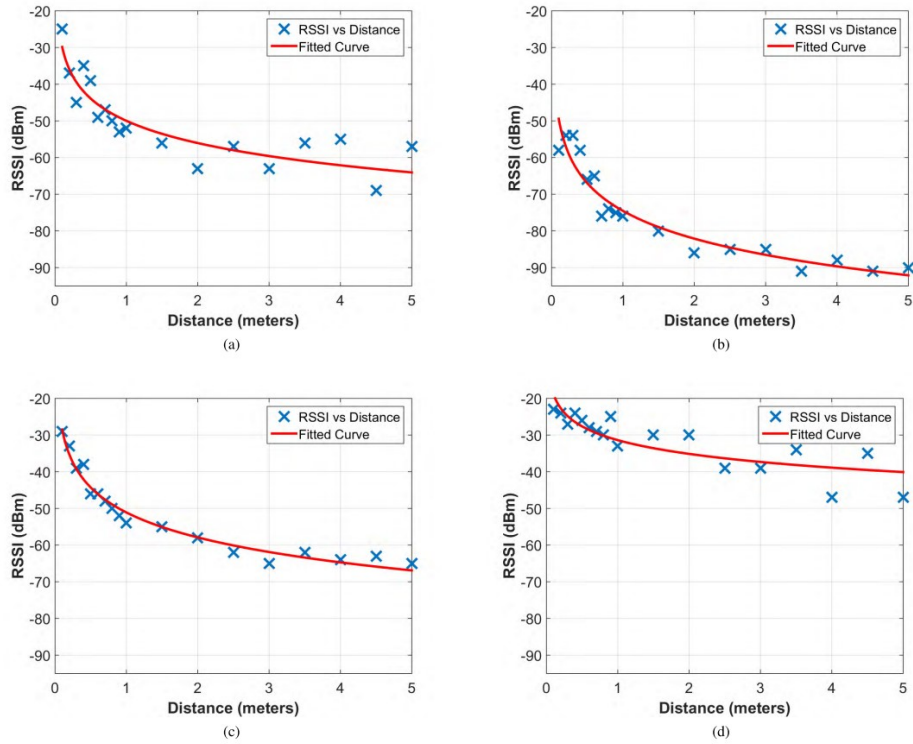 -20
-30
-40
-50
-60
-70
-80
-90
RSSI (dBm)
0 1 2 3 4 5
Distance (meters)
RSSI vs Distance
Fitted Curve
(a)
-20
-30
-40
-50
-60
-70
-80
-90
RSSI (dBm)
0 1 2 3 4 5
Distance (meters)
RSSI vs Distance
Fitted Curve
(b)
-20
-30
-40
-50
-60
-70
-80
-90
RSSI (dBm)
0 1 2 3 4 5
Distance (meters)
RSSI vs Distance
Fitted Curve
(c)
-20
-30
-40
-50
-60
-70
-80
-90
RSSI (dBm)
0 1 2 3 4 5
Distance (meters)
RSSI vs Distance
Fitted Curve
(d)